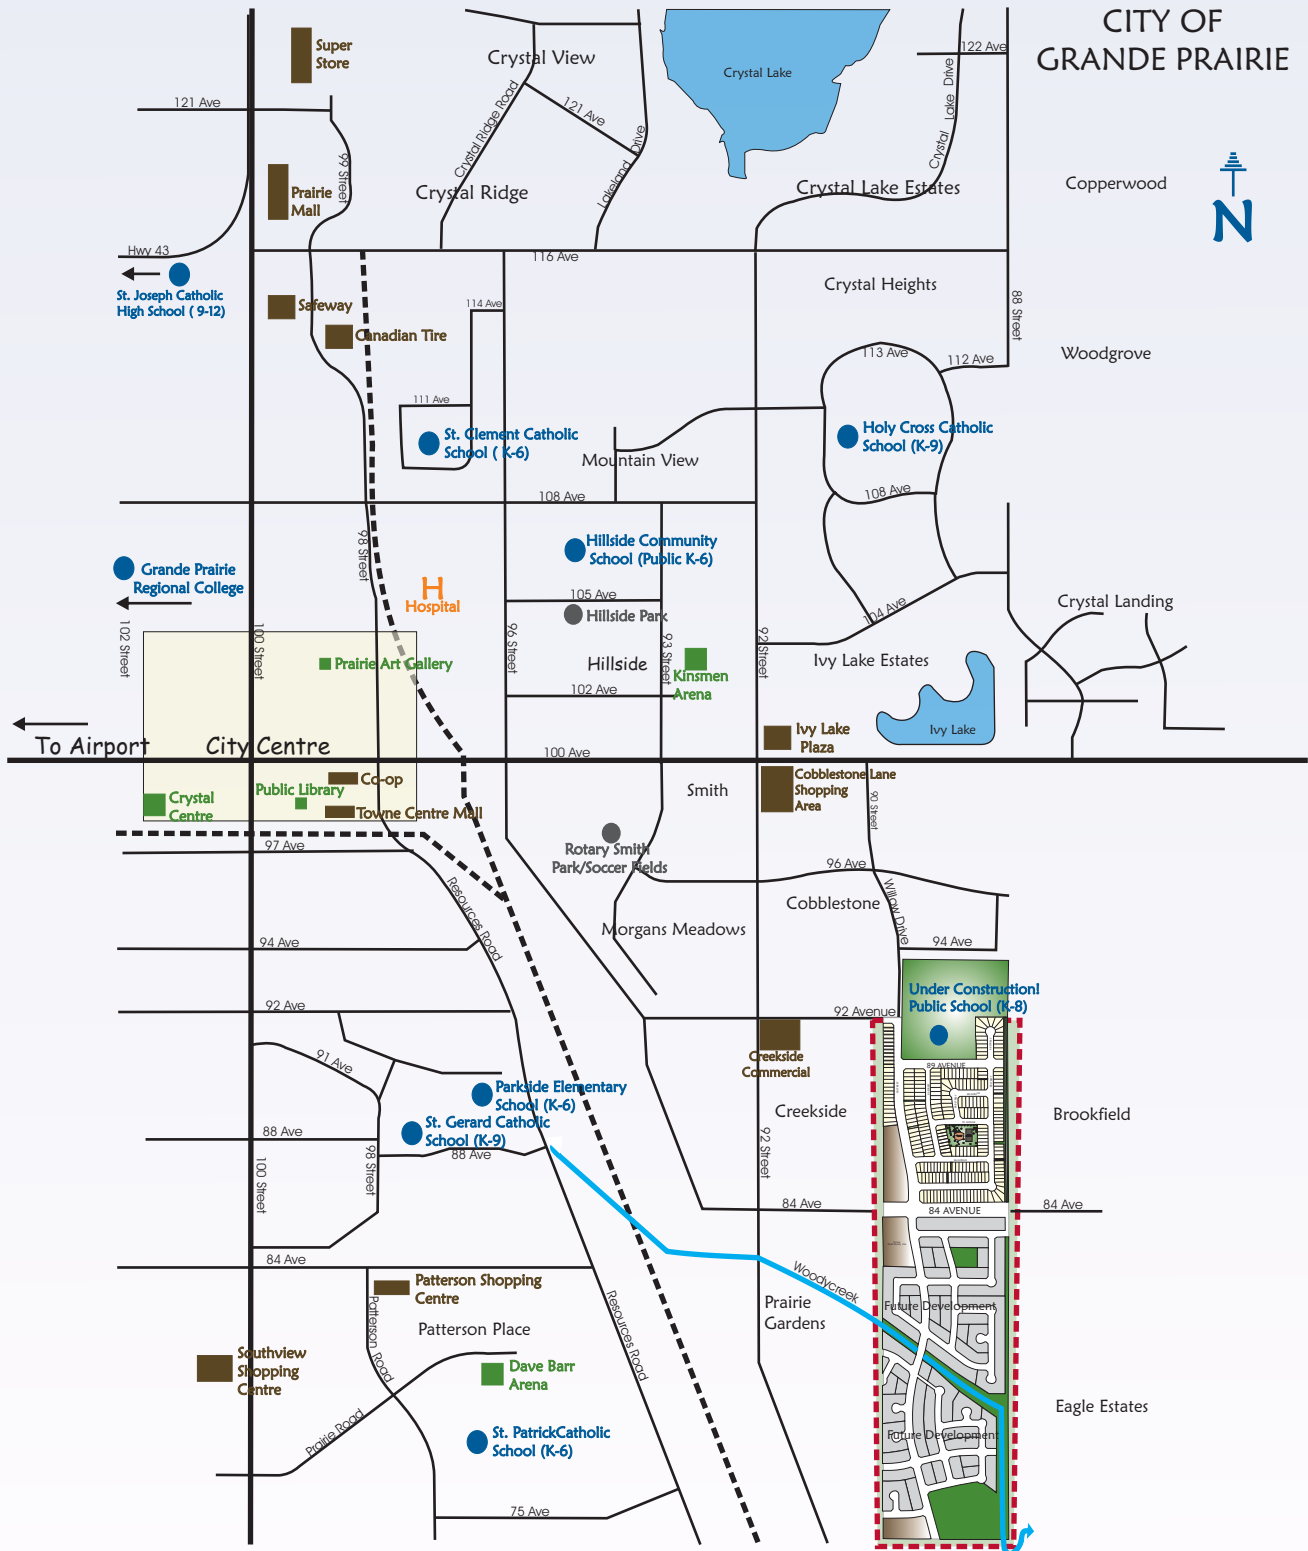 CITY OF
GRANDE PRAIRIE
Super
Store
Crystal View
Crystal Lake
122 Ave
121 Ave
121 Ave
Crystal Ridge Road
Lakeland Drive
Crystal Lake Drive
99 Street
Prairie
Mall
Crystal Ridge
Crystal Lake Estates
Copperwood
N
Hwy 43
116 Ave
St. Joseph Catholic
High School ( 9-12)
Crystal Heights
Safeway
114 Ave
88 Street
Canadian Tire
113 Ave
112 Ave
Woodgrove
111 Ave
St. Clement Catholic
School ( K-6)
Holy Cross Catholic
School (K-9)
Mountain View
108 Ave
108 Ave
98 Street
Hillside Community
School (Public K-6)
Grande Prairie
Regional College
H
Hospital
105 Ave
Hillside Park
104 Ave
Crystal Landing
102 Street
100 Street
96 Street
93 Street
92 Street
Prairie Art Gallery
Hillside
Kinsmen
Arena
Ivy Lake Estates
102 Ave
Ivy Lake
Plaza
Ivy Lake
To Airport
City Centre
100 Ave
Co-op
Public Library
Crystal
Centre
Towne Centre Mall
Smith
Cobblestone Lane
Shopping
Area
90 Street
97 Ave
Rotary Smith
Park/Soccer Fields
96 Ave
Resources Road
Cobblestone
Willow Drive
Morgans Meadows
94 Ave
94 Ave
Under Construction!
Public School (K-8)
92 Ave
92 Avenue
91 Ave
Creekside
Commercial
89 AVENUE
Parkside Elementary
School (K-6)
St. Gerard Catholic
School (K-9)
Creekside
Brookfield
88 Ave
88 Ave
98 Street
100 Street
92 Street
84 Ave
84 AVENUE
84 Ave
84 Ave
Woodycreek
Patterson Shopping
Centre
Prairie
Gardens
Future Development
Patterson Road
Patterson Place
Resources Road
Southview
Shopping
Centre
Dave Barr
Arena
Eagle Estates
Prairie Road
St. PatrickCatholic
School (K-6)
Future Development
75 Ave